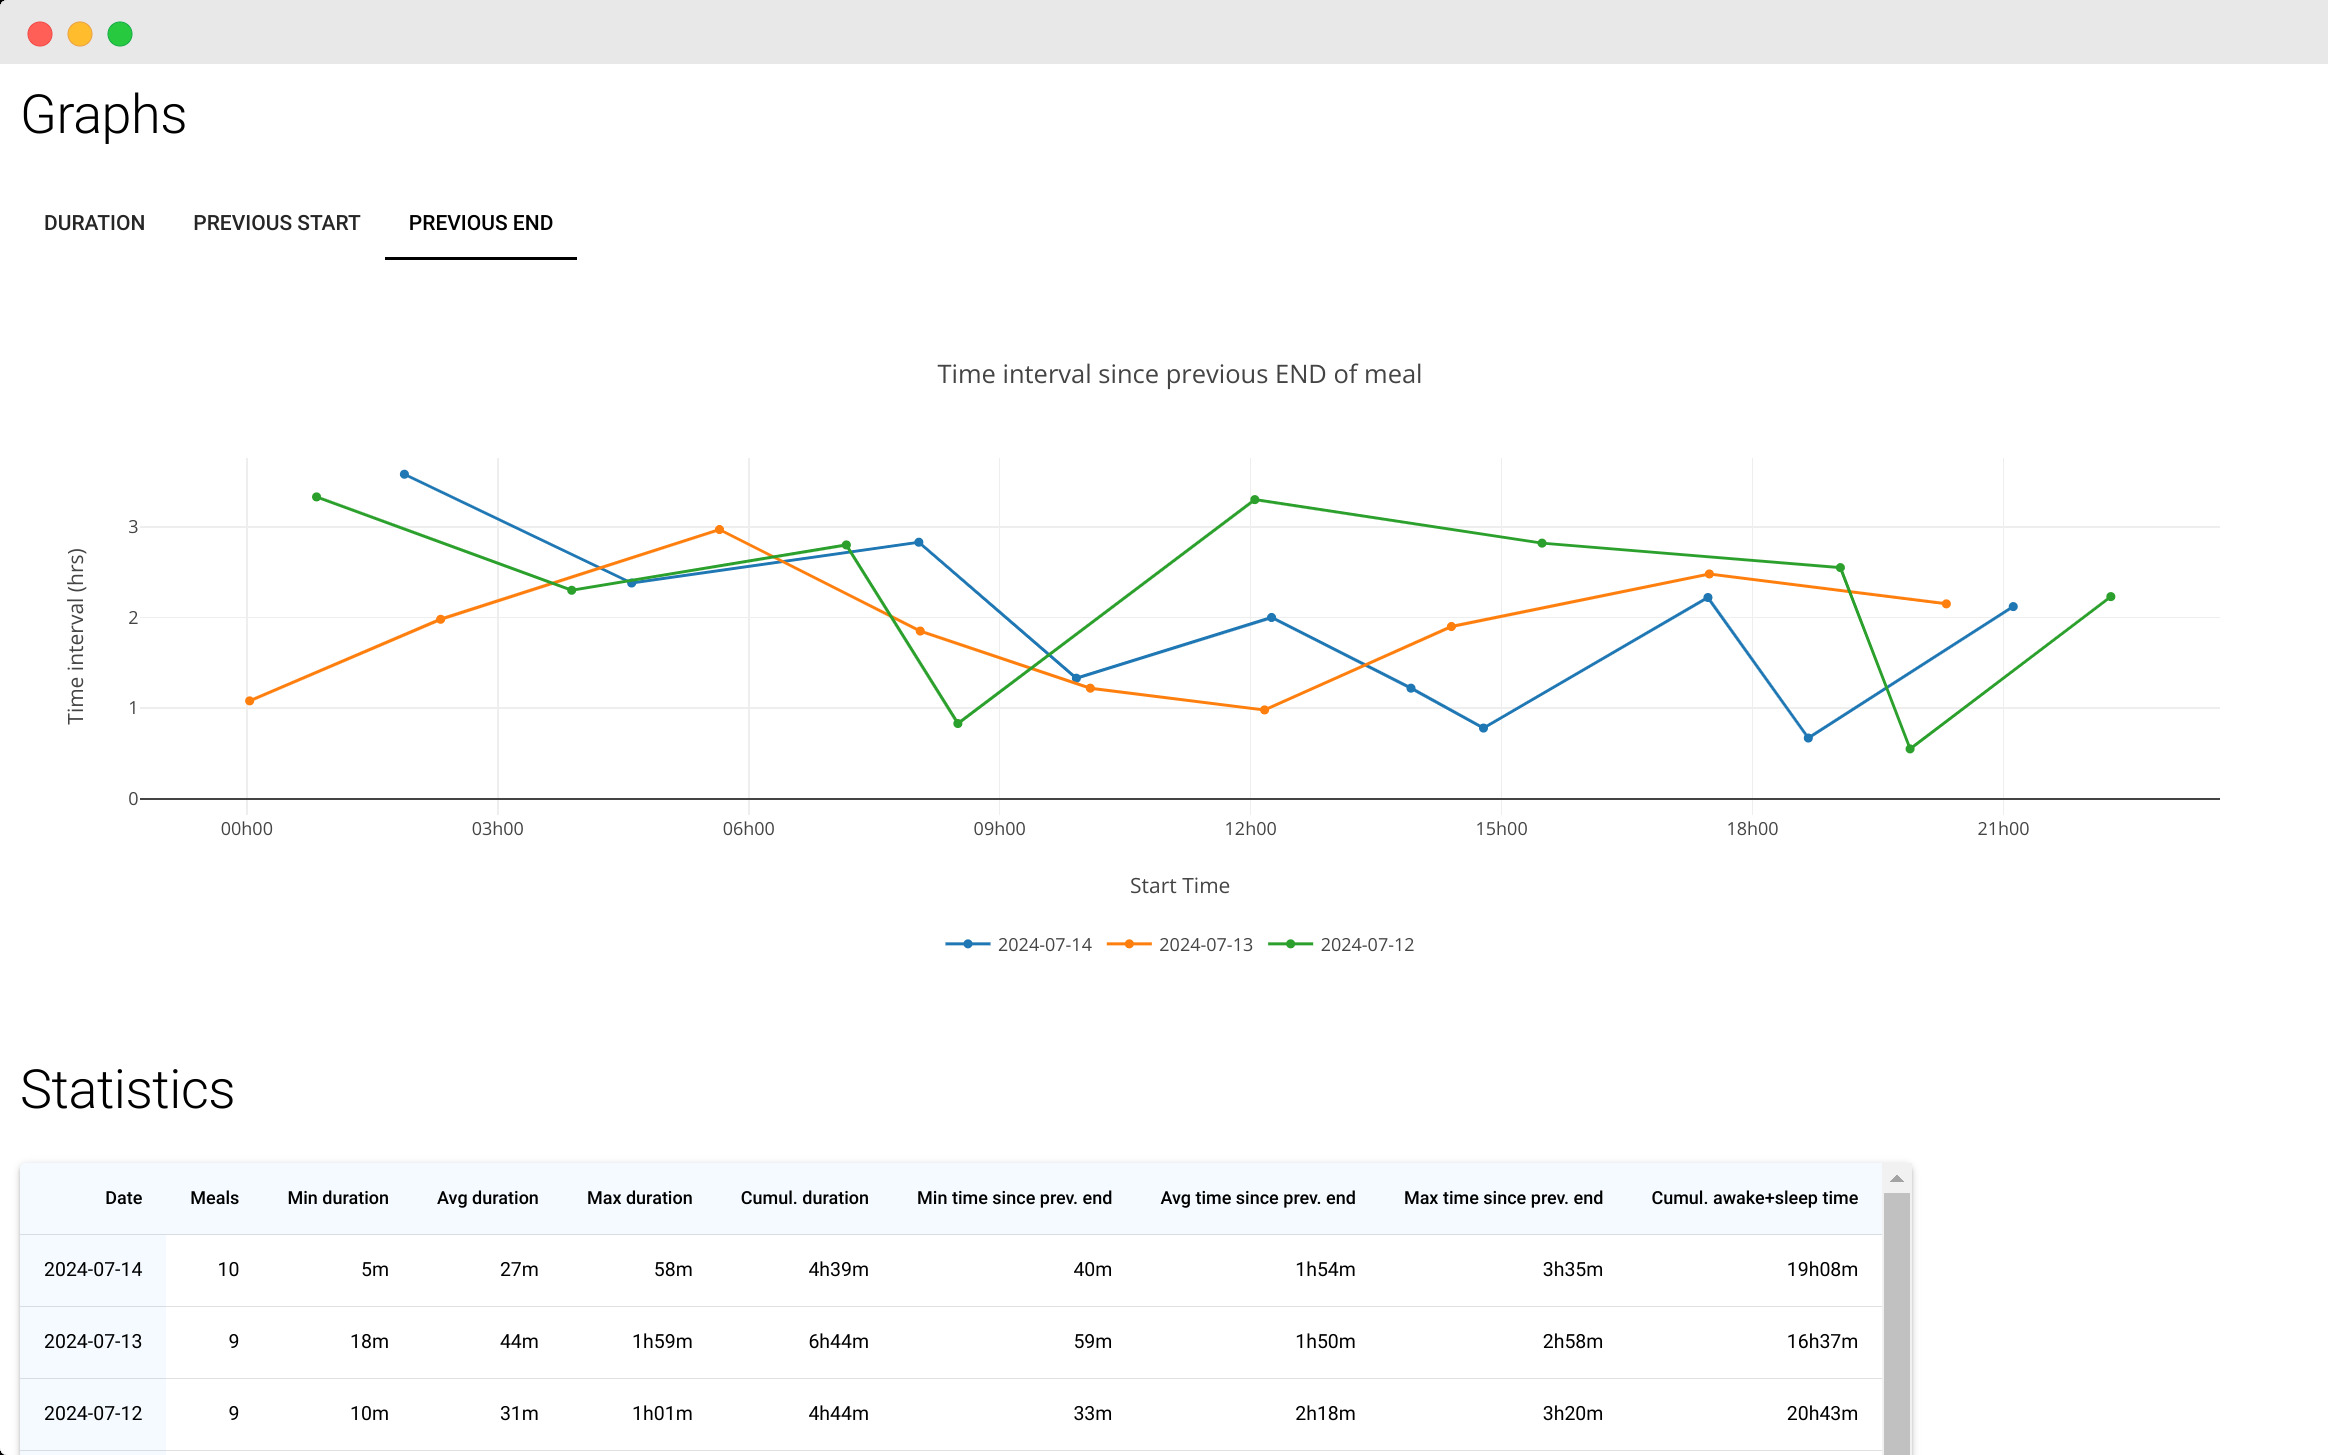 Graphs
DURATION PREVIOUS START PREVIOUS END
Time interval since previous END of meal
Time interval (hrs)
3
2
1
0
00h00 03h00 06h00 09h00 12h00 15h00 18h00 21h00
Start Time
2024-07-14 2024-07-13 2024-07-12
Statistics
Date Meals Min duration Avg duration Max duration Cumul. duration Min time since prev. end Avg time since prev. end Max time since prev. end Cumul. awake+sleep time
2024-07-14 10 5m 27m 58m 4h39m 40m 1h54m 3h35m 19h08m
2024-07-13 9 18m 44m 1h59m 6h44m 59m 1h50m 2h58m 16h37m
2024-07-12 9 10m 31m 1h01m 4h44m 33m 2h18m 3h20m 20h43m